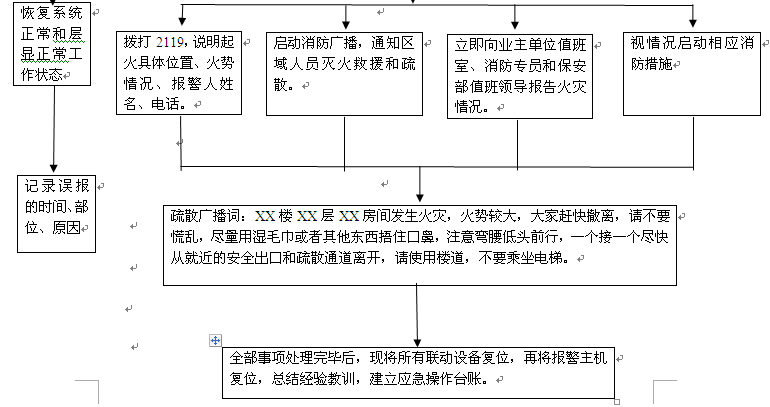 恢复系统
正常和层
显正常工
作状态
拨打 2119，说明起
火具体位置、火势
情况、报警人姓
名、电话。
启动消防广播，通知区
域人员灭火救援和疏
散。
立即向业主单位值班
室、消防专员和保安
部值班领导报告火灾
情况。
视情况启动相应消
防措施
记录误报
的时间、部
位、原因
疏散广播词：XX 楼 XX 层 XX 房间发生火灾，火势较大，大家赶快撤离，请不要
慌乱，尽量用湿毛巾或者其他东西捂住口鼻，注意弯腰低头前行，一个接一个尽快
从就近的安全出口和疏散通道离开，请使用楼道，不要乘坐电梯。
全部事项处理完毕后，现将所有联动设备复位，再将报警主机
复位，总结经验教训，建立应急操作台账。